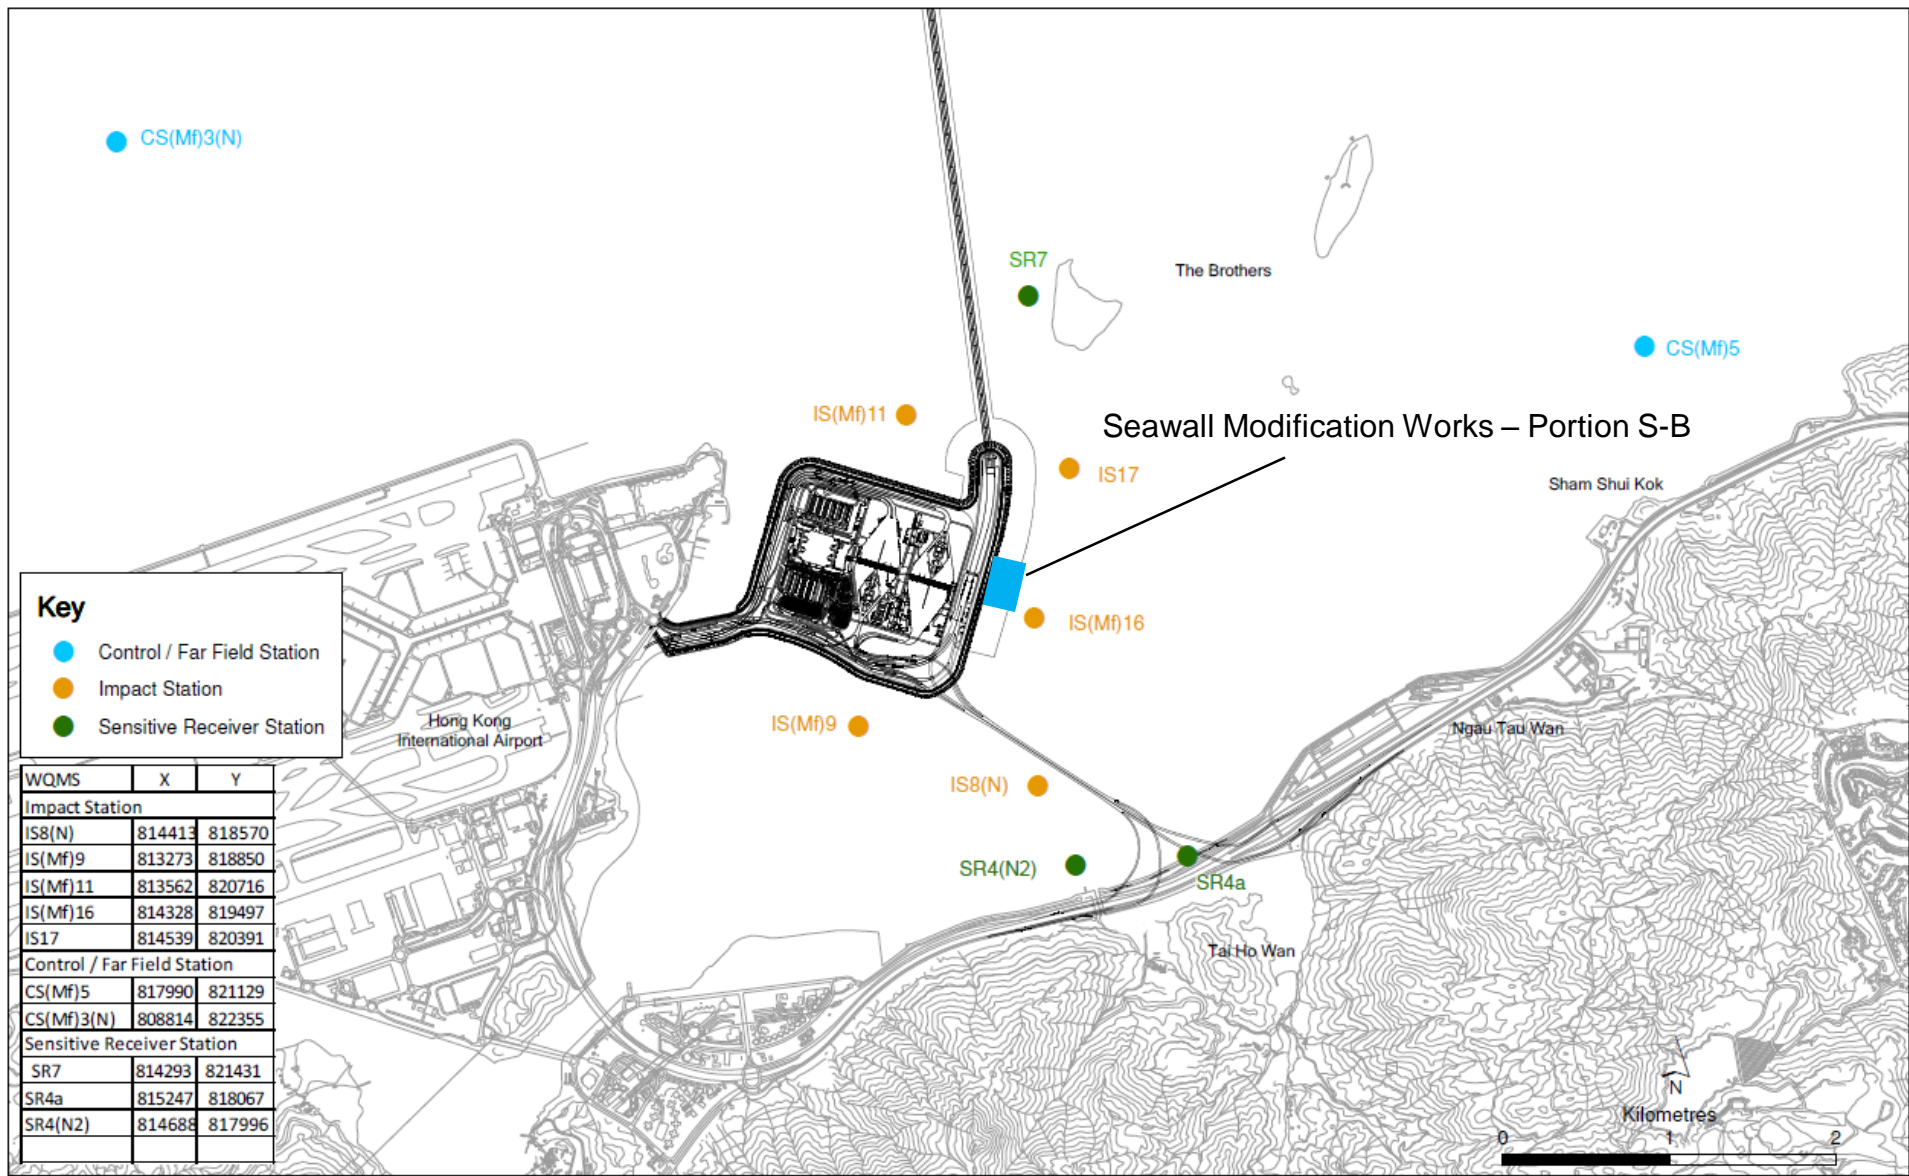 CS(Mf)3(N)
SR7
The Brothers
CS(Mf)5
IS(Mf)11
Seawall Modification Works – Portion S-B
IS17
Sham Shui Kok
IS(Mf)16
Key
Control / Far Field Station
Impact Station
Sensitive Receiver Station
Hong Kong
International Airport
IS(Mf)9
Ngau Tau Wan
IS8(N)
SR4(N2)
SR4a
Tai Ho Wan
WQMS X Y
Impact Station
IS8(N) 814413 818570
IS(Mf)9 813273 818850
IS(Mf)11 813562 820716
IS(Mf)16 814328 819497
IS17 814539 820391
Control / Far Field Station
CS(Mf)5 817990 821129
CS(Mf)3(N) 808814 822355
Sensitive Receiver Station
SR7 814293 821431
SR4a 815247 818067
SR4(N2) 814688 817996
N
Kilometres
0 1 2